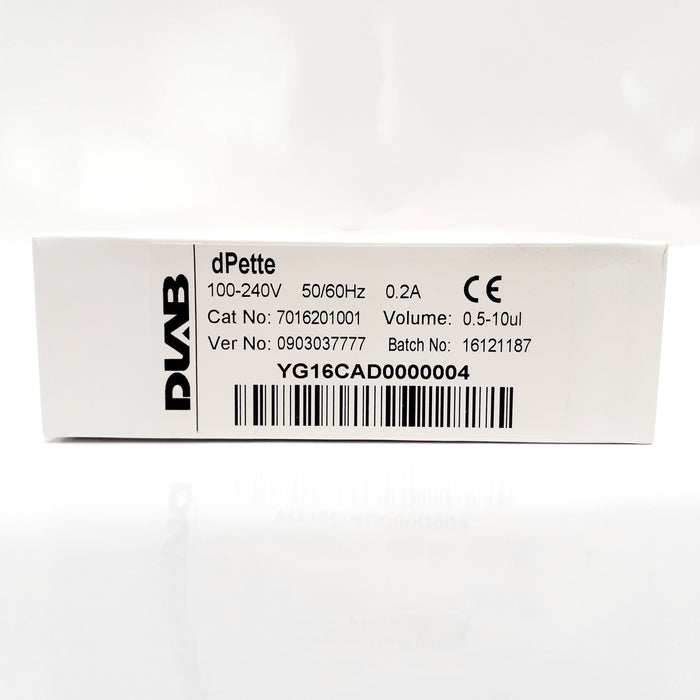 DLAB
dPette
100-240V 50/60Hz 0.2A CE
Cat No: 7016201001 Volume: 0.5-10ul
Ver No: 0903037777 Batch No: 16121187
YG16CAD0000004